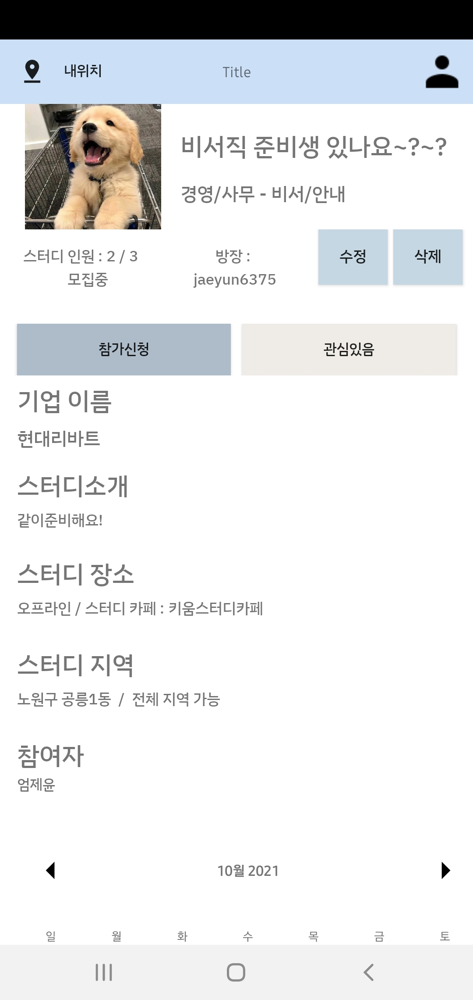 내위치
Title
비서직 준비생 있나요~?~?
경영/사무 - 비서/안내
스터디 인원 : 2 / 3
모집중
방장 :
jaeyun6375
수정
삭제
참가신청
관심있음
기업 이름
현대리바트
스터디소개
같이준비해요!
스터디 장소
오프라인 / 스터디 카페 : 키움스터디카페
스터디 지역
노원구 공릉1동 / 전체 지역 가능
참여자
엄제윤
10월 2021
일 월 화 수 목 금 토